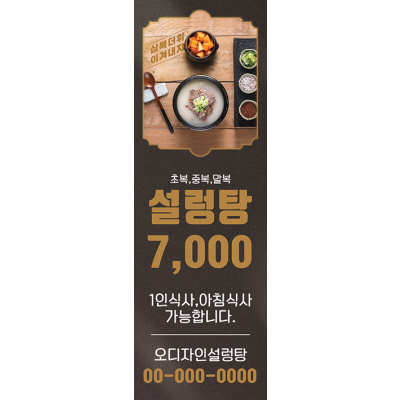 삼복더위
이겨내자
초복,중복,말복
설렁탕
7,000
1인식사,아침식사
가능합니다.
오디자인설렁탕
00-000-0000